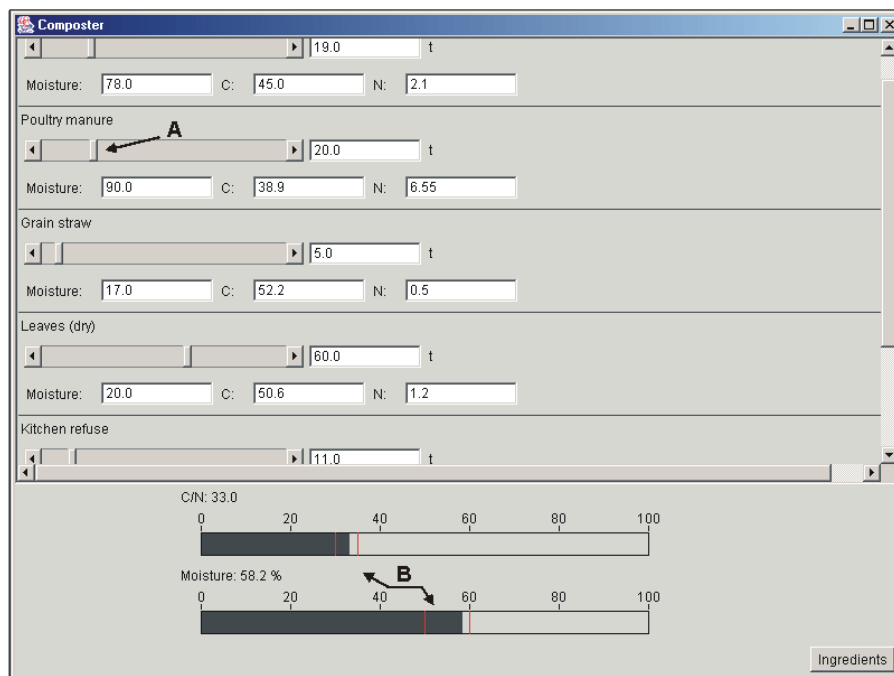 Composter
19.0 t
Moisture: 78.0 C: 45.0 N: 2.1
Poultry manure
A
20.0 t
Moisture: 90.0 C: 38.9 N: 6.55
Grain straw
5.0 t
Moisture: 17.0 C: 52.2 N: 0.5
Leaves (dry)
60.0 t
Moisture: 20.0 C: 50.6 N: 1.2
Kitchen refuse
11.0 t
C/N: 33.0
0 20 40 60 80 100
B
Moisture: 58.2 %
0 20 40 60 80 100
Ingredients